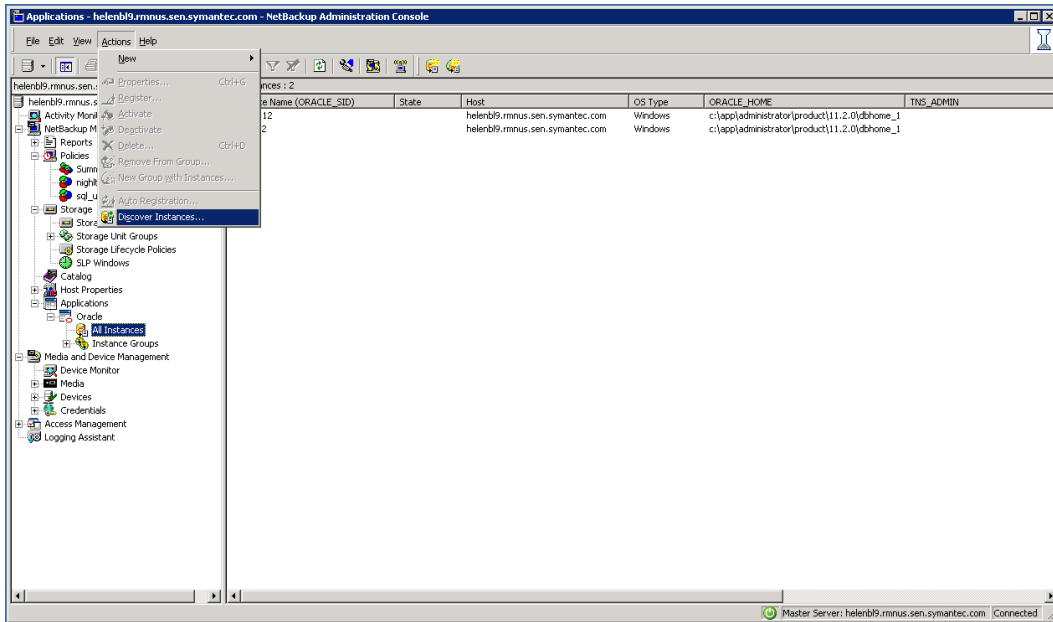 Applications - helenbl9.rmnus.sen.symantec.com - NetBackup Administration Console
File Edit View Actions Help
New
Properties... Ctrl+G
Register...
Activate
Deactivate
Delete... Ctrl+D
Remove From Group...
New Group with Instances...
Auto Registration...
Discover Instances...
helenbl9.rmnus.sen.
nces : 2
helenbl9.rmnus.s
Activity Moni
NetBackup M
Reports
Policies
Summ
nighlt
sql_u
Storage
Stora
Storage Unit Groups
Storage Lifecycle Policies
SLP Windows
Catalog
Host Properties
Applications
Oracle
All Instances
Instance Groups
Media and Device Management
Device Monitor
Media
Devices
Credentials
Access Management
Logging Assistant
ce Name (ORACLE_SID) State Host OS Type ORACLE_HOME TNS_ADMIN
12 helenbl9.rmnus.sen.symantec.com Windows c:\app\administrator\product\11.2.0\dbhome_1
2 helenbl9.rmnus.sen.symantec.com Windows c:\app\administrator\product\11.2.0\dbhome_1
Master Server: helenbl9.rmnus.sen.symantec.com Connected